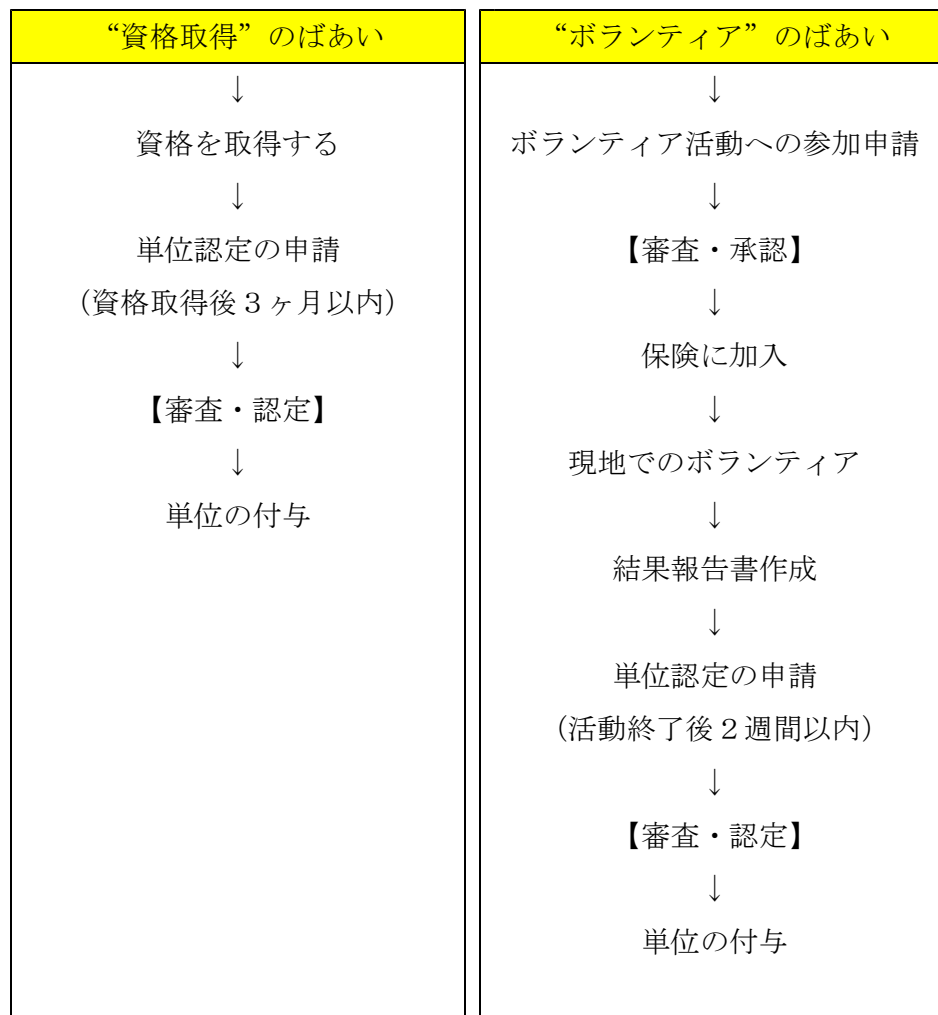 “資格取得”のばあい
↓
資格を取得する
↓
単位認定の申請
（資格取得後３ヶ月以内）
↓
【審査・認定】
↓
単位の付与
“ボランティア”のばあい
↓
ボランティア活動への参加申請
↓
【審査・承認】
↓
保険に加入
↓
現地でのボランティア
↓
結果報告書作成
↓
単位認定の申請
（活動終了後２週間以内）
↓
【審査・認定】
↓
単位の付与